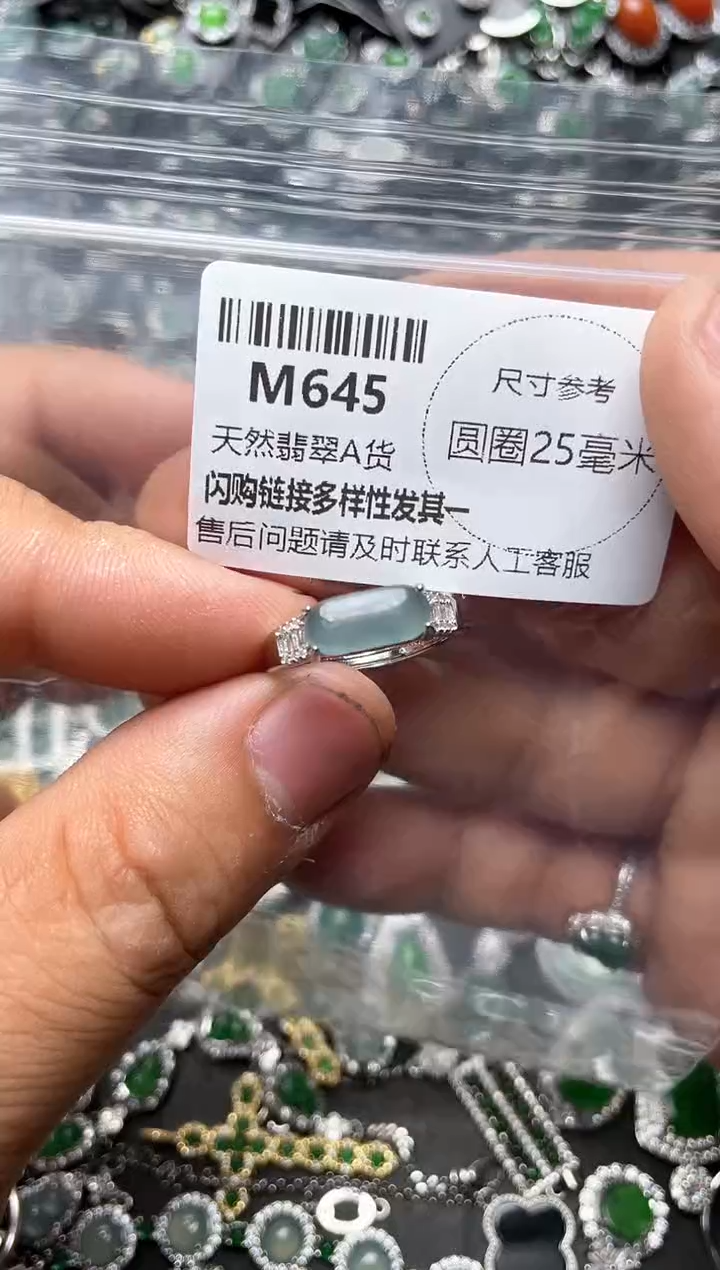 M645
天然翡翠A货
闪购链接多样性发其一
售后问题请及时联系人工客服
尺寸参考
圆圈25毫米